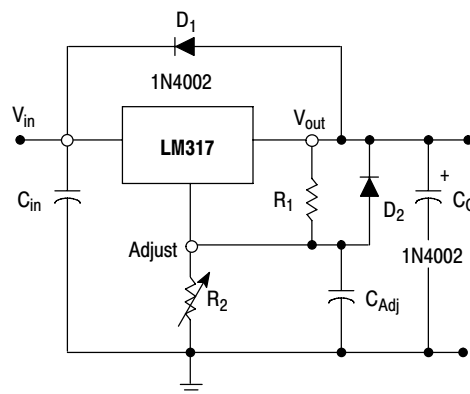 D1
1N4002
Vin
Vout
LM317
+
Cin
R1
D2
CO
1N4002
Adjust
R2
CAdj